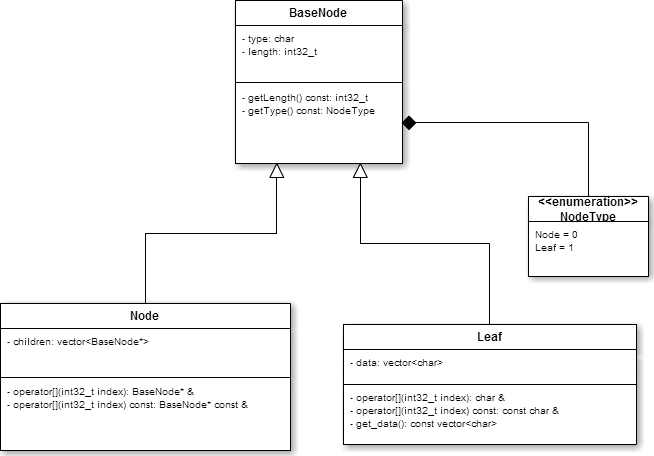 BaseNode
- type: char
- length: int32_t
- getLength() const: int32_t
- getType() const: NodeType
<<enumeration>>
NodeType
Node = 0
Leaf = 1
Node
- children: vector<BaseNode*>
- operator[](int32_t index): BaseNode* &
- operator[](int32_t index) const: BaseNode* const &
Leaf
- data: vector<char>
- operator[](int32_t index): char &
- operator[](int32_t index) const: const char &
- get_data(): const vector<char>